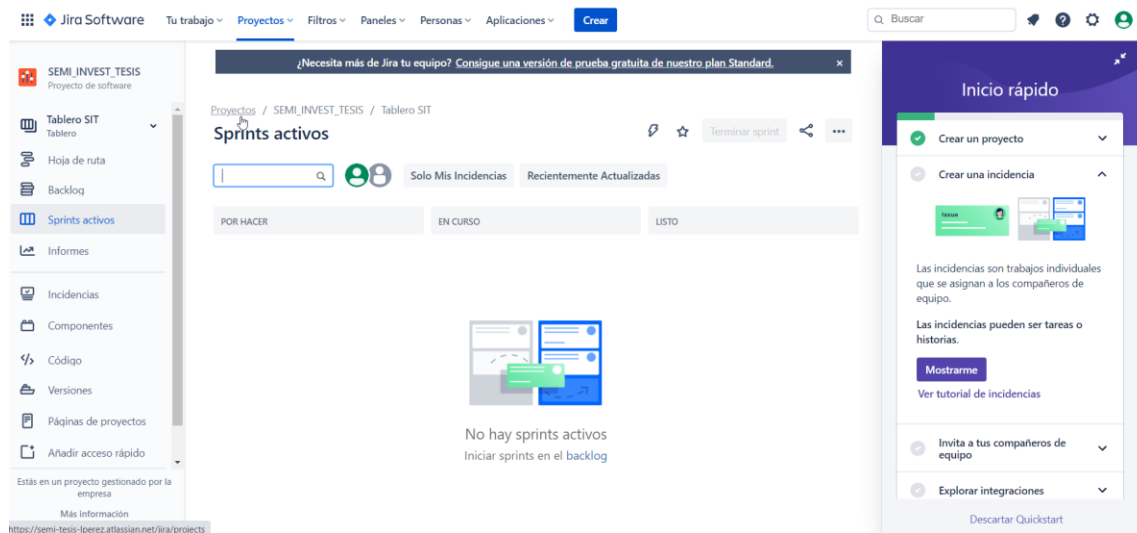 Jira Software
Tu trabajo
Proyectos
Filtros
Paneles
Personas
Aplicaciones
Crear
Buscar
SEMI_INVEST_TESIS
Proyecto de software
Tablero SIT
Tablero
Hoja de ruta
Backlog
Sprints activos
Informes
Incidencias
Componentes
Código
Versiones
Páginas de proyectos
Añadir acceso rápido
Estás en un proyecto gestionado por la
empresa
Más información
https://semi-tesis-lperez.atlassian.net/jira/projects
¿Necesita más de Jira tu equipo? Consigue una versión de prueba gratuita de nuestro plan Standard.
Proyectos / SEMI_INVEST_TESIS / Tablero SIT
Sprints activos
Terminar sprint
Solo Mis Incidencias
Recientemente Actualizadas
POR HACER
EN CURSO
LISTO
No hay sprints activos
Iniciar sprints en el backlog
Inicio rápido
Crear un proyecto
Crear una incidencia
Issue
Las incidencias son trabajos individuales
que se asignan a los compañeros de
equipo.
Las incidencias pueden ser tareas o
historias.
Mostrarme
Ver tutorial de incidencias
Invita a tus compañeros de
equipo
Explorar integraciones
Descartar Quickstart